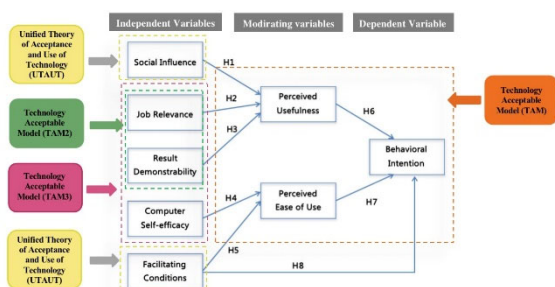 Independent Variables
Modirating variables
Dependent Variable
Unified Theory
of Acceptance
and Use of
Technology
(UTAUT)
Technology
Acceptable
Model (TAM2)
Technology
Acceptable
Model (TAM3)
Unified Theory
of Acceptance
and Use of
Technology
(UTAUT)
Social Influence
Job Relevance
Result
Demonstrability
Computer
Self-efficacy
Facilitating
Conditions
H1
H2
H3
H4
H5
Perceived
Usefulness
Perceived
Ease of Use
H6
H7
H8
Behavioral
Intention
Technology
Acceptable
Model (TAM)